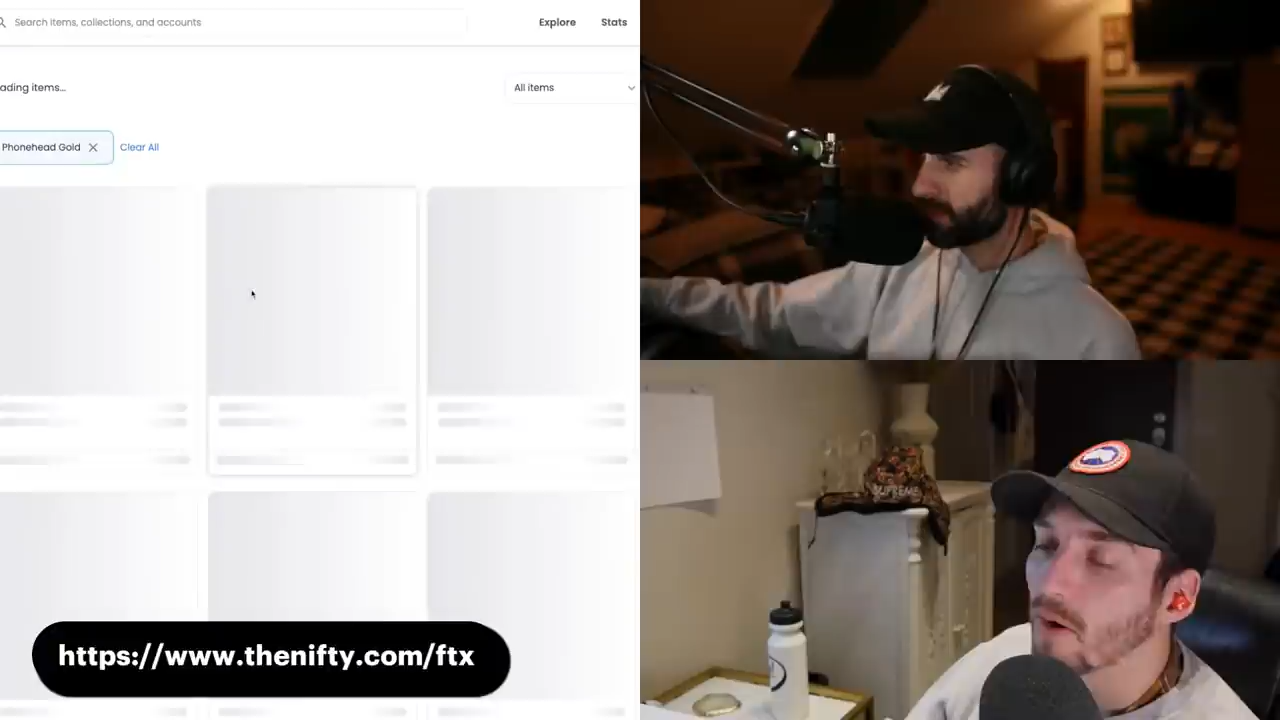 Search items, collections, and accounts
Explore
Stats
ading items...
All items
Phonehead Gold
Clear All
SUPREME
https://www.thenifty.com/ftx